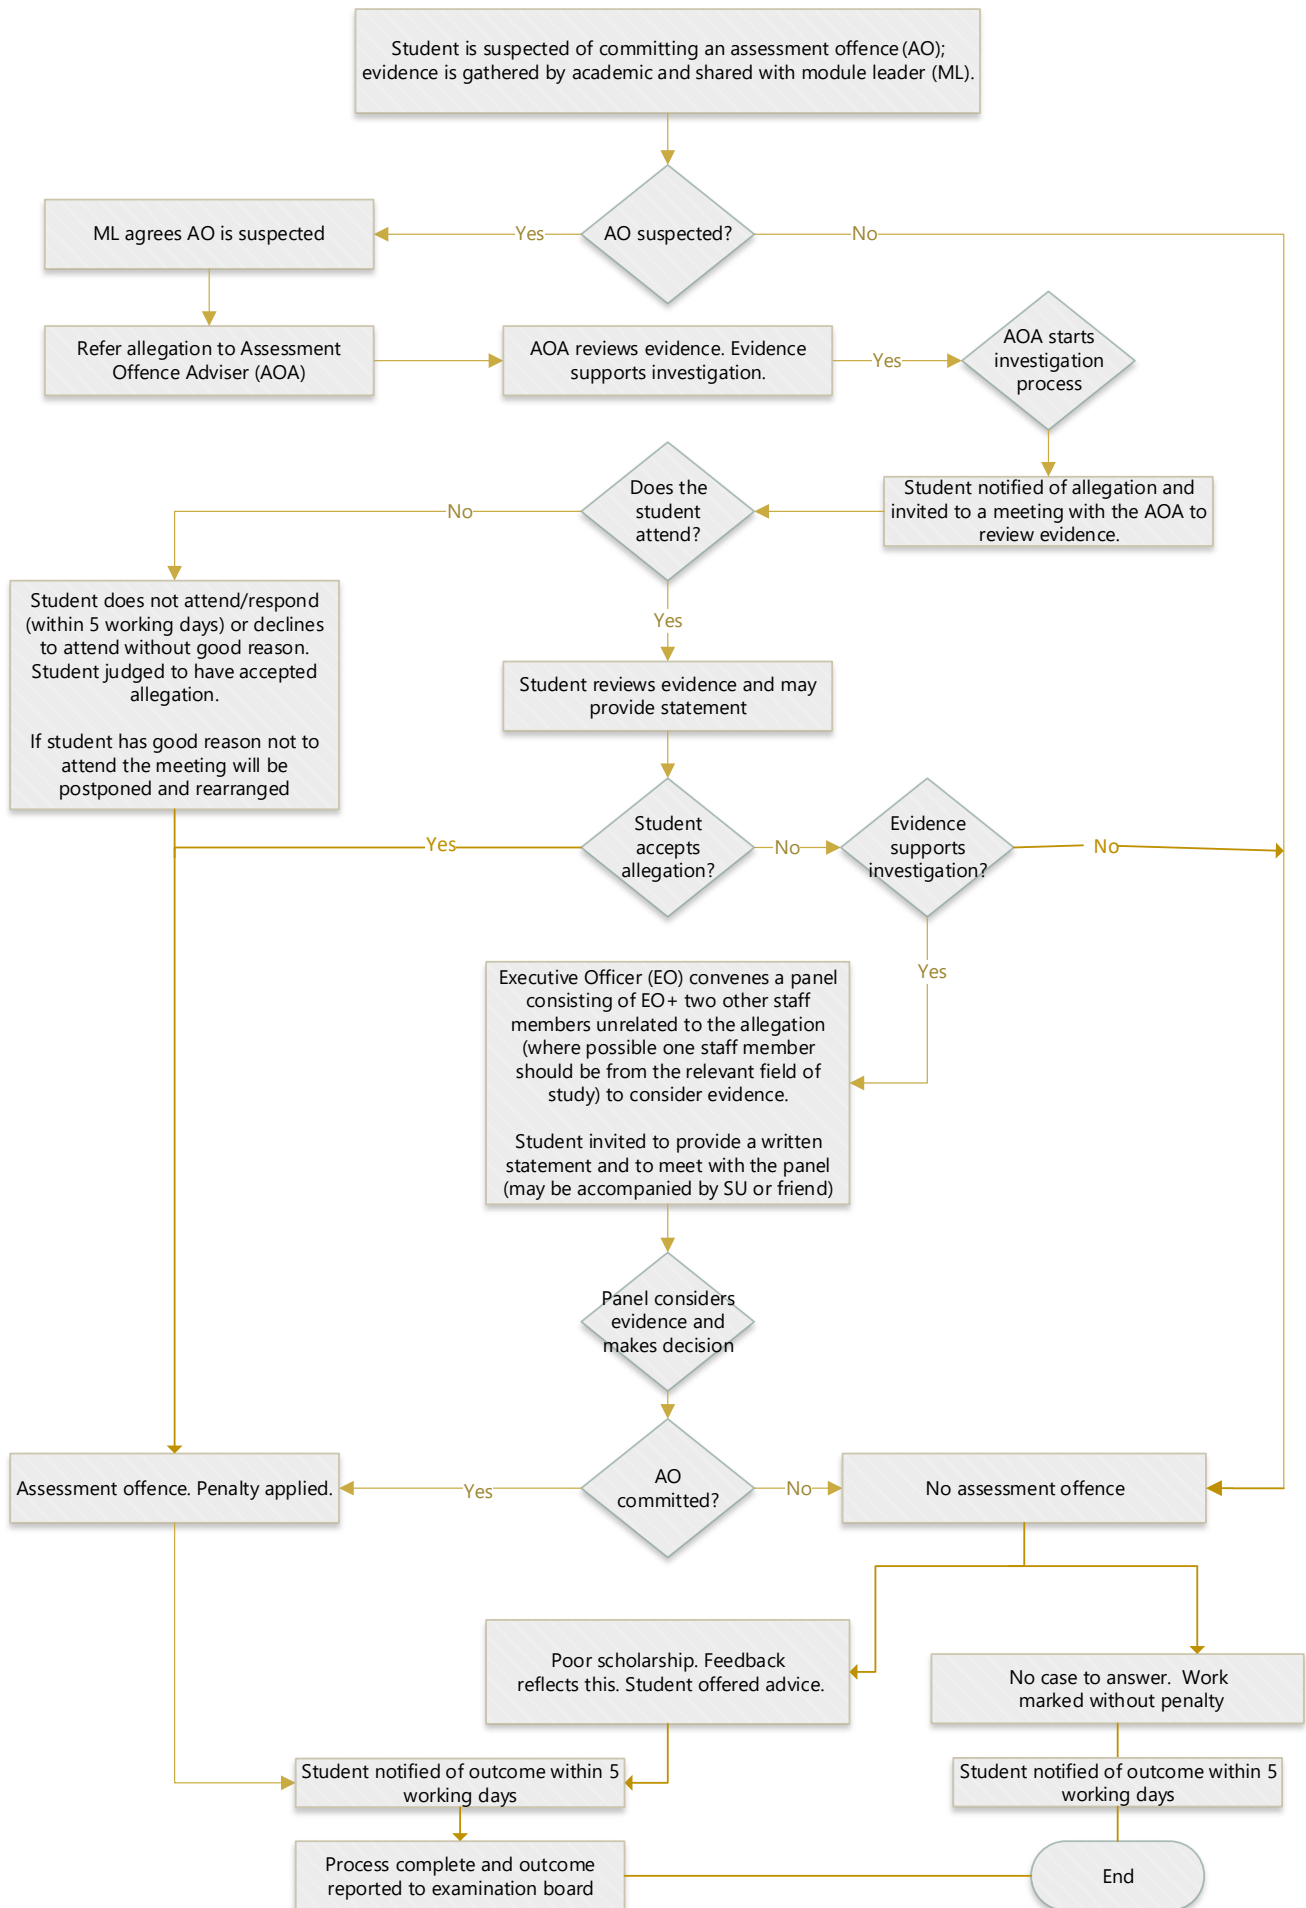 Student is suspected of committing an assessment offence (AO);
evidence is gathered by academic and shared with module leader (ML).
AO suspected?
Yes
No
ML agrees AO is suspected
Refer allegation to Assessment
Offence Adviser (AOA)
AOA reviews evidence. Evidence
supports investigation.
Yes
AOA starts
investigation
process
Student notified of allegation and
invited to a meeting with the AOA to
review evidence.
Does the
student
attend?
No
Yes
Student does not attend/respond
(within 5 working days) or declines
to attend without good reason.
Student judged to have accepted
allegation.
If student has good reason not to
attend the meeting will be
postponed and rearranged
Student reviews evidence and may
provide statement
Student
accepts
allegation?
Yes
No
Evidence
supports
investigation?
No
Yes
Executive Officer (EO) convenes a panel
consisting of EO+ two other staff
members unrelated to the allegation
(where possible one staff member
should be from the relevant field of
study) to consider evidence.
Student invited to provide a written
statement and to meet with the panel
(may be accompanied by SU or friend)
Panel considers
evidence and
makes decision
AO
committed?
Yes
No
Assessment offence. Penalty applied.
No assessment offence
Poor scholarship. Feedback
reflects this. Student offered advice.
No case to answer.  Work
marked without penalty
Student notified of outcome within 5
working days
Student notified of outcome within 5
working days
Process complete and outcome
reported to examination board
End